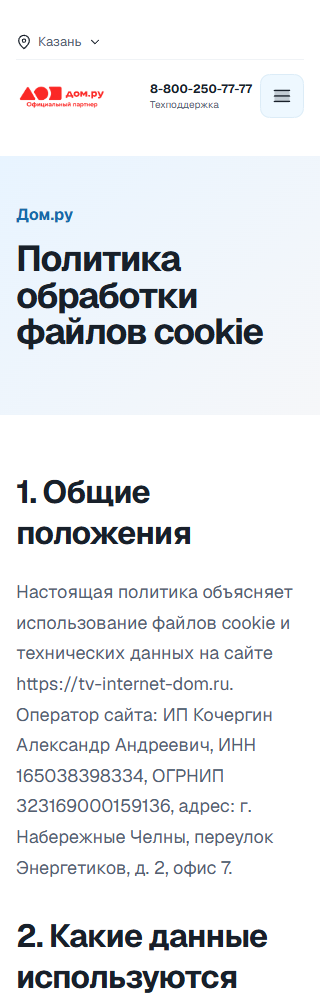 Казань
дом.ру
Официальный партнер
8-800-250-77-77
Техподдержка
Дом.ру
Политика
обработки
файлов cookie
1. Общие
положения
Настоящая политика объясняет
использование файлов cookie и
технических данных на сайте
https://tv-internet-dom.ru.
Оператор сайта: ИП Кочергин
Александр Андреевич, ИНН
165038398334, ОГРНИП
323169000159136, адрес: г.
Набережные Челны, переулок
Энергетиков, д. 2, офис 7.
2. Какие данные
используются